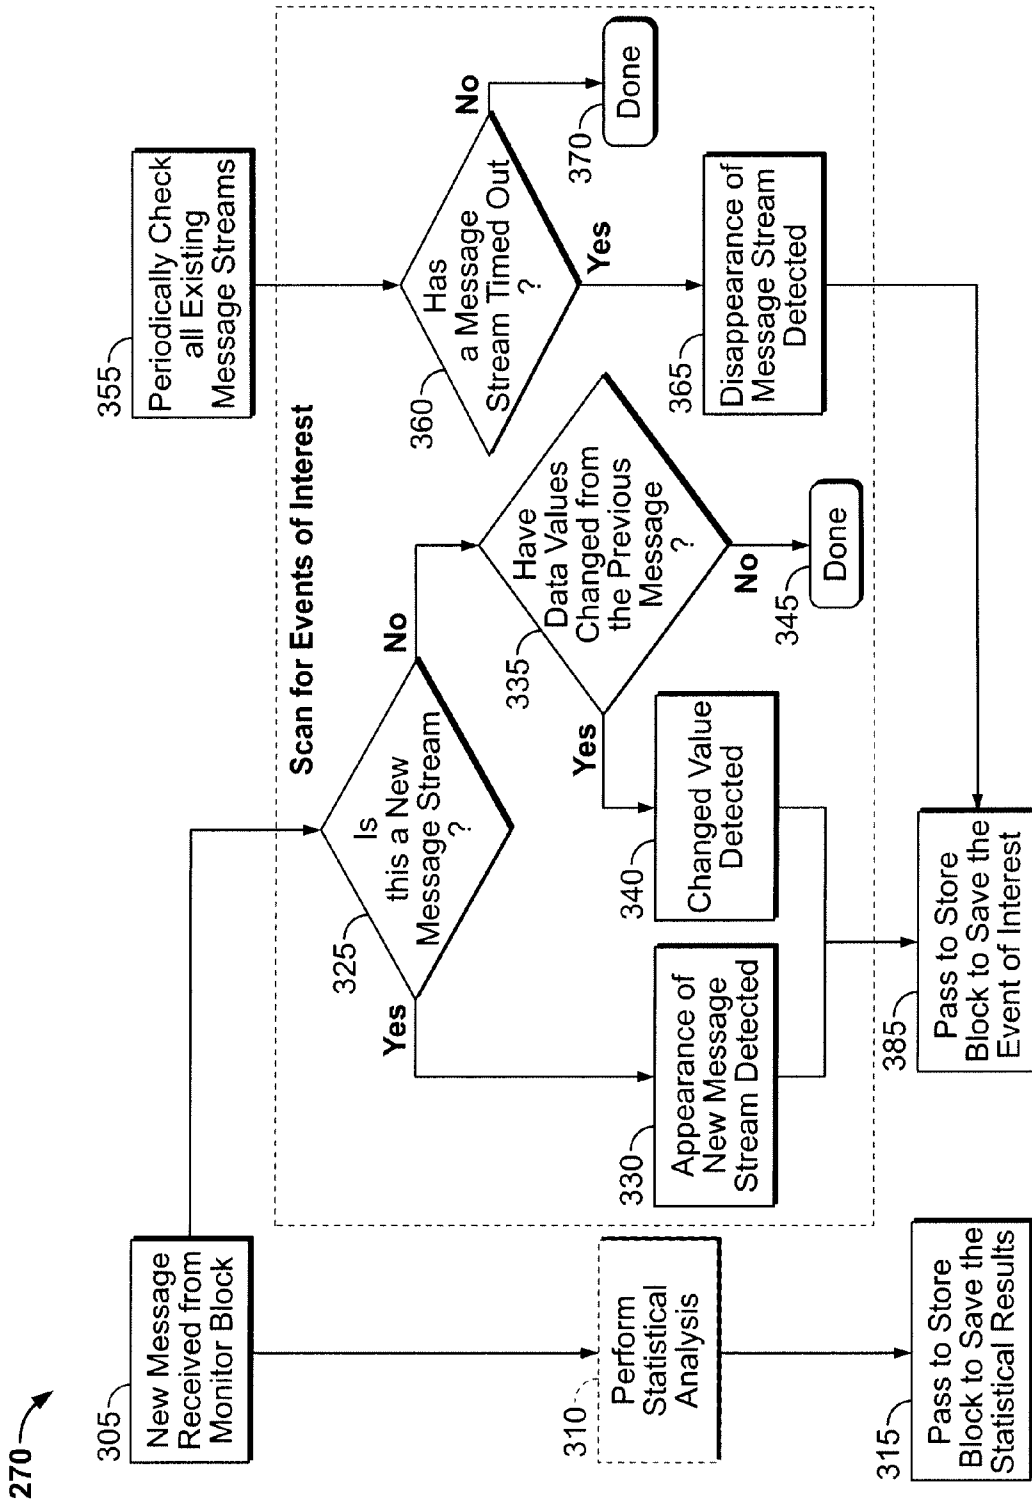 270
305
New Message
Received from
Monitor Block
310
Perform
Statistical
Analysis
315
Pass to Store
Block to Save the
Statistical Results
Scan for Events of Interest
325
Is
this a New
Message Stream
?
Yes
No
330
Appearance of
New Message
Stream Detected
335
Have
Data Values
Changed from
the Previous
Message
?
Yes
No
340
Changed Value
Detected
345
Done
355
Periodically Check
all Existing
Message Streams
360
Has
a Message
Stream Timed Out
?
No
Yes
370
Done
365
Disappearance of
Message Stream
Detected
385
Pass to Store
Block to Save the
Event of Interest